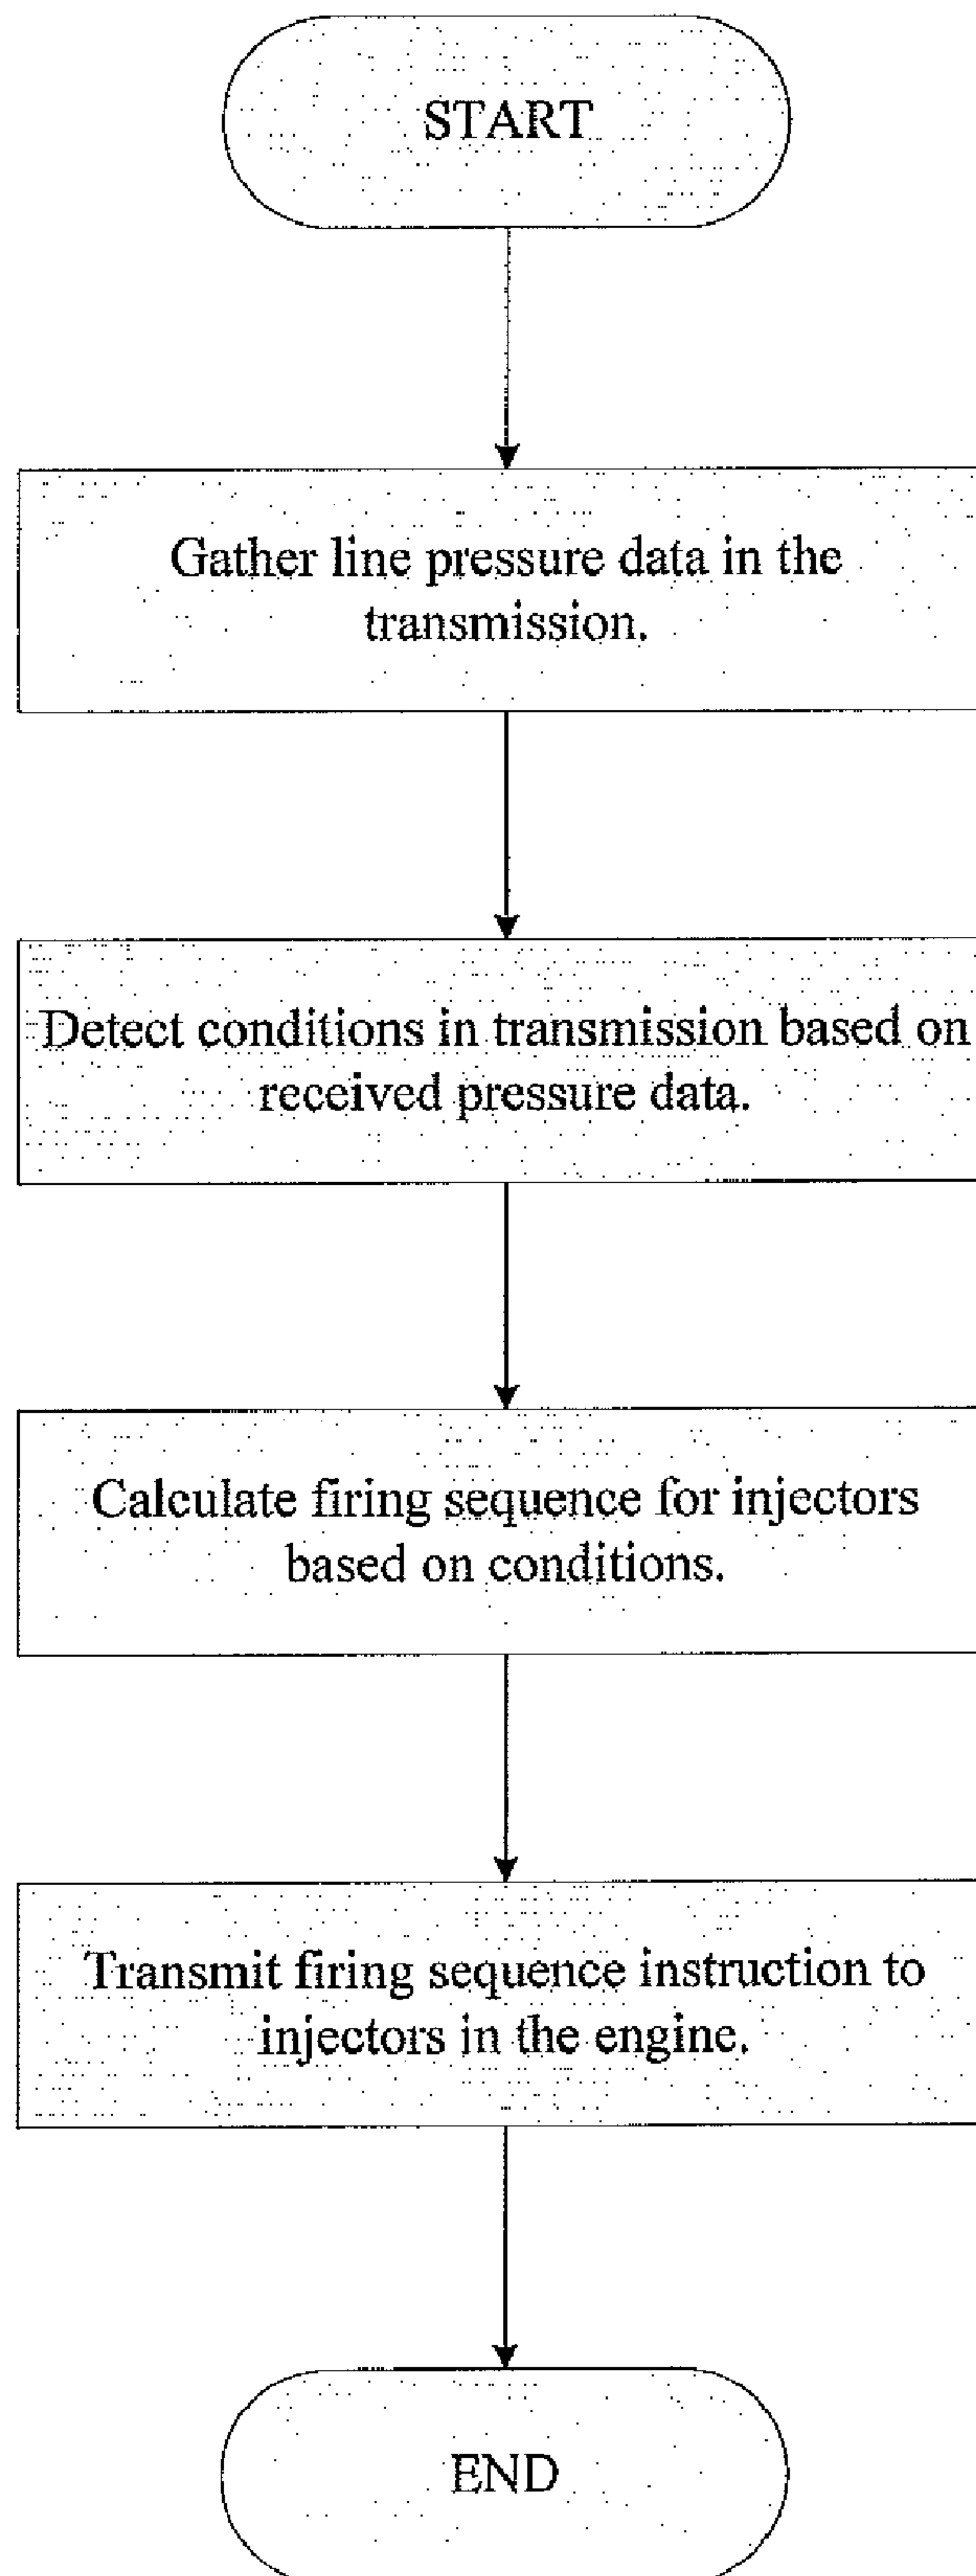 START
Gather line pressure data in the
transmission.
Detect conditions in transmission based on
received pressure data.
Calculate firing sequence for injectors
based on conditions.
Transmit firing sequence instruction to
injectors in the engine.
END